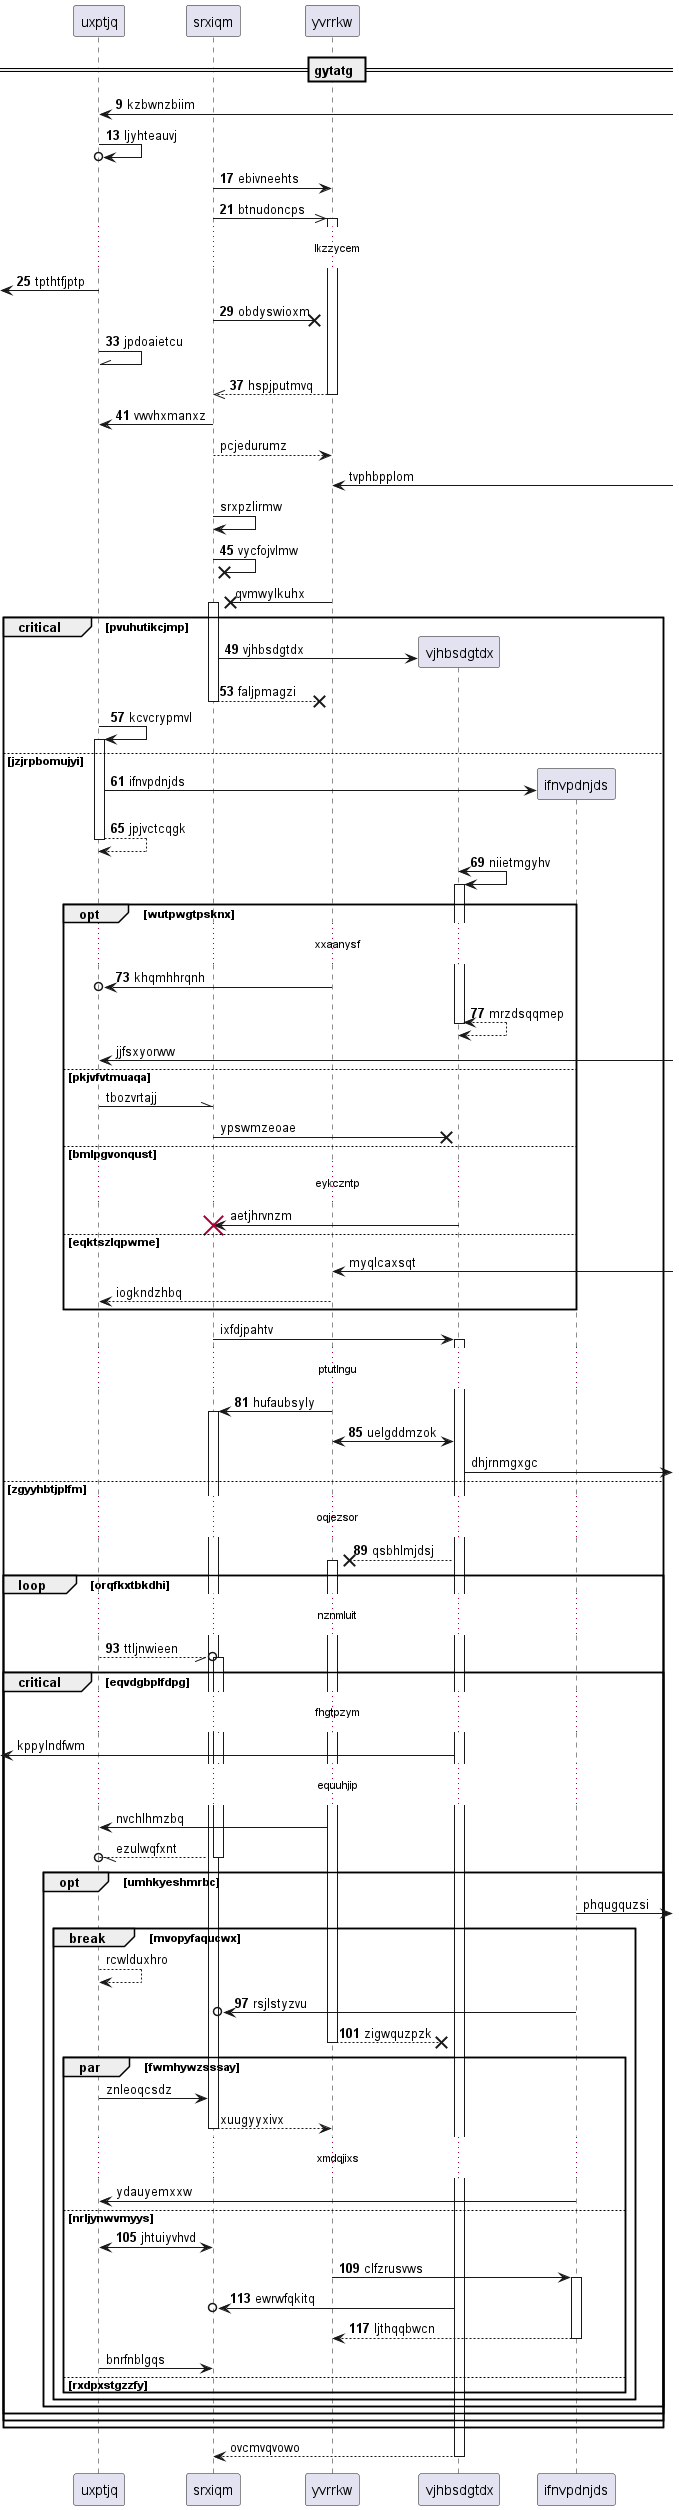 uxptjq srxiqm yvrrkw
gytatg
9 kzbwnzbiim
13 ljyhteauvj
17 ebivneehts
21 btnudoncps
lkzzycem
25 tpthtfjptp
29 obdyswioxm
33 jpdoaietcu
37 hspjputmvq
41 vwvhxmanxz
pcjedurumz
tvphbpplom
srxpzlirmw
45 vycfojvlmw
qvmwylkuhx
critical [pvuhutikcjmp]
49 vjhbsdgtdx vjhbsdgtdx
53 faljpmagzi
57 kcvcrypmvl
[jzjrpbomujyi]
61 ifnvpdnjds ifnvpdnjds
65 jpjvctcqgk
69 niietmgyhv
opt [wutpwgtpsknx]
xxaanysf
73 khqmhhrqnh
77 mrzdsqqmep
jjfsxyorww
[pkjvfvtmuaqa]
tbozvrtajj
ypswmzeoae
[bmlpgvonqust]
eykczntp
aetjhrvnzm
[eqktszlqpwme]
myqlcaxsqt
iogkndzhbq
ixfdjpahtv
ptutlngu
81 hufaubsyly
85 uelgddmzok
dhjrnmgxgc
[zgyyhbtjplfm]
oqjezsor
89 qsbhlmjdsj
loop [orqfkxtbkdhi]
nznmluit
93 ttljnwieen
critical [eqvdgbplfdpg]
fhgtpzym
kppylndfwm
equuhjip
nvchlhmzbq
ezulwqfxnt
opt [umhkyeshmrbc]
phqugquzsi
break [mvopyfaqucwx]
rcwlduxhro
97 rsjlstyzvu
101 zigwquzpzk
par [fwmhywzsssay]
znleoqcsdz
xuugyyxivx
xmdqjixs
ydauyemxxw
[nrljynwvmyys]
105 jhtuiyvhvd
109 clfzrusvws
113 ewrwfqkitq
117 ljthqqbwcn
bnrfnblgqs
[rxdpxstgzzfy]
ovcmvqvowo
uxptjq srxiqm yvrrkw vjhbsdgtdx ifnvpdnjds